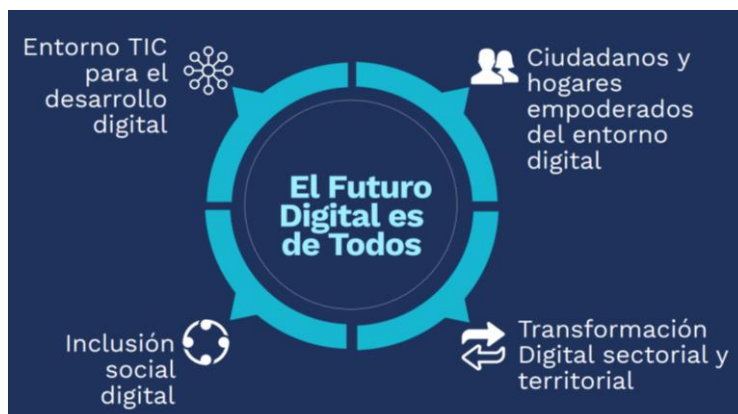 Entorno TIC
para el
desarrollo
digital
Ciudadanos y
hogares
empoderados
del entorno
digital
El Futuro
Digital es
de Todos
Inclusión
social
digital
Transformación
Digital sectorial y
territorial